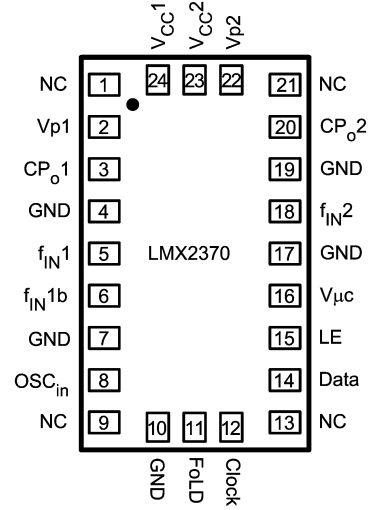 VCC1
VCC2
Vp2
24
23
22
NC 1
21 NC
Vp1 2
20 CPo2
CPo1 3
19 GND
GND 4
18 fIN2
fIN1 5
LMX2370
17 GND
fIN1b 6
16 Vμc
GND 7
15 LE
OSCin 8
14 Data
NC 9
13 NC
10
11
12
GND
FoLD
Clock